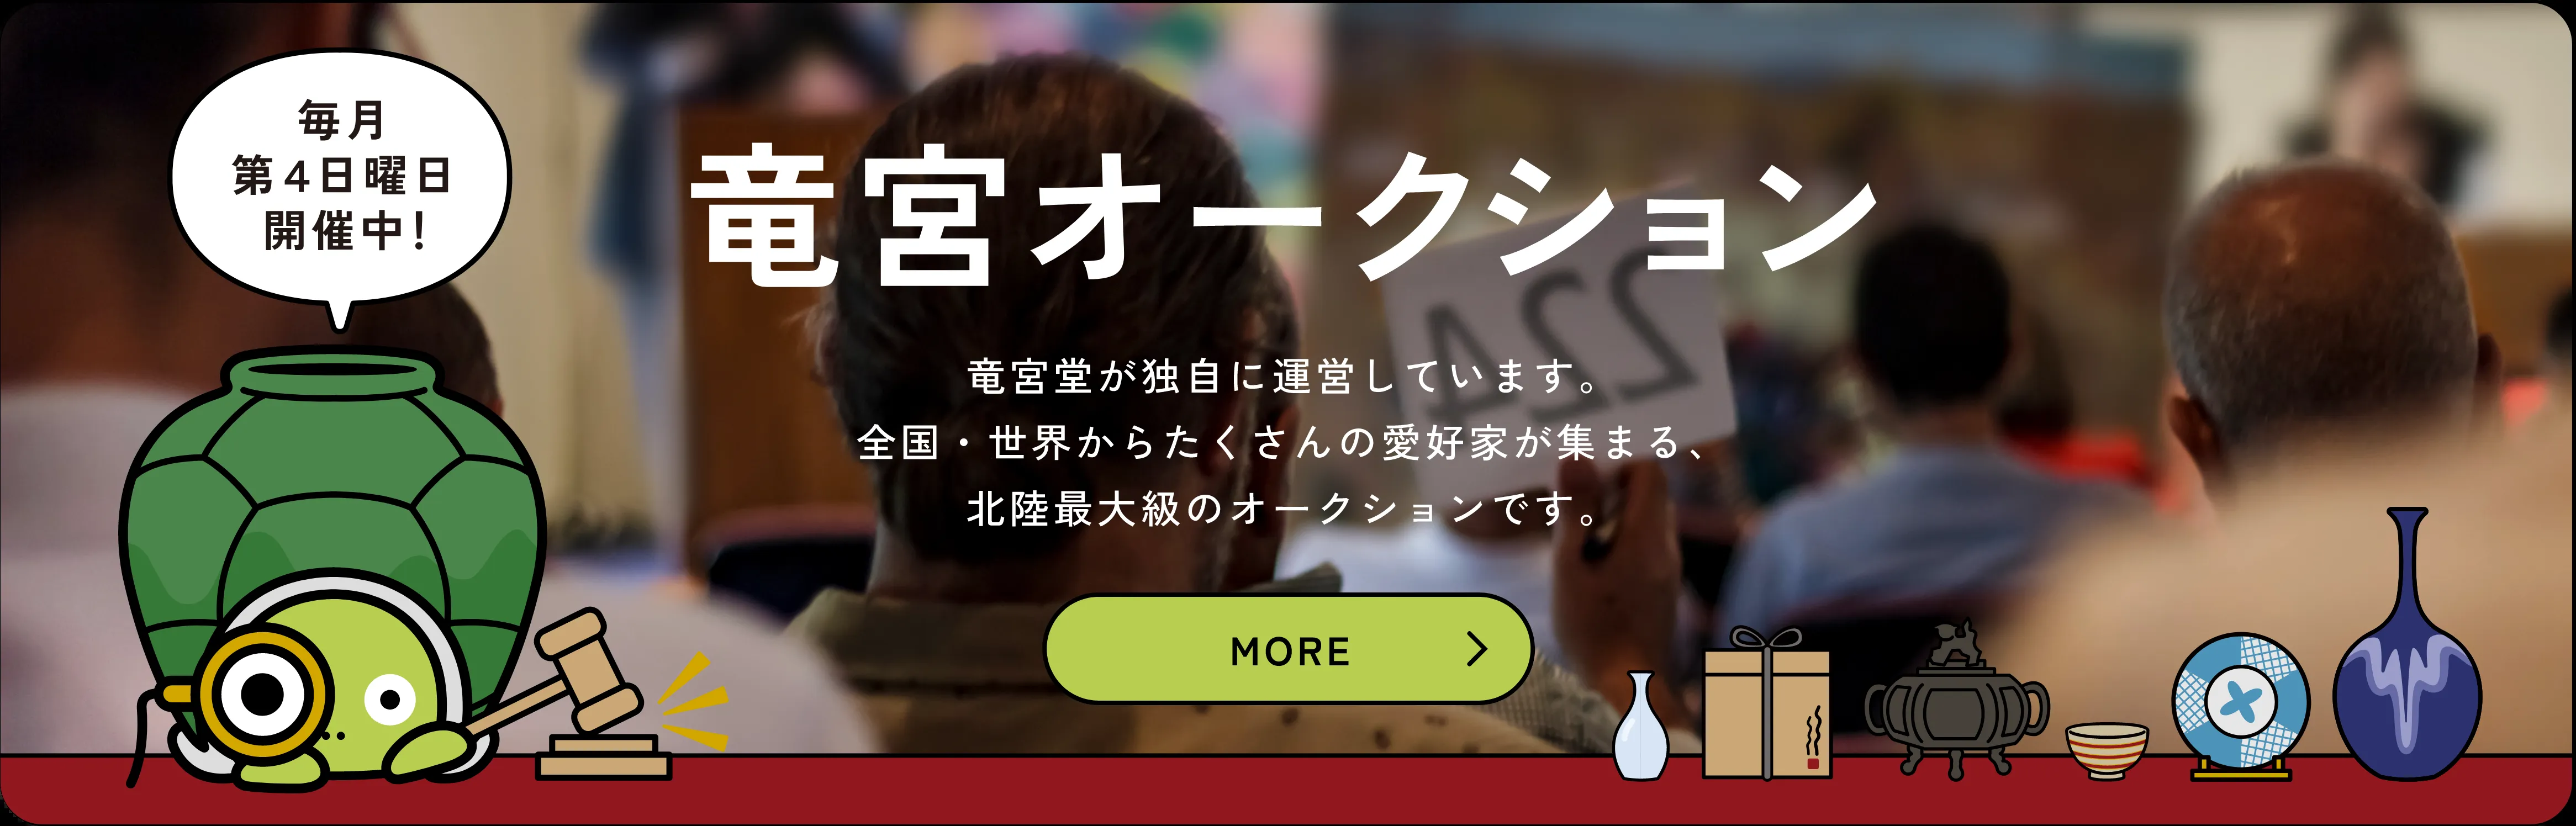 毎月
第4日曜日
開催中!
竜宮オークション
224
竜宮堂が独自に運営しています。
全国・世界からたくさんの愛好家が集まる、
北陸最大級のオークションです。
MORE